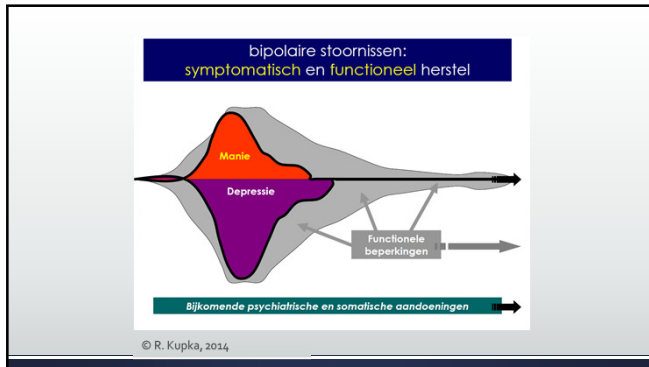 bipolaire stoornissen:
symptomatisch en functioneel herstel
Manie
Depressie
Functionele
beperkingen
Bijkomende psychiatrische en somatische aandoeningen
© R. Kupka, 2014